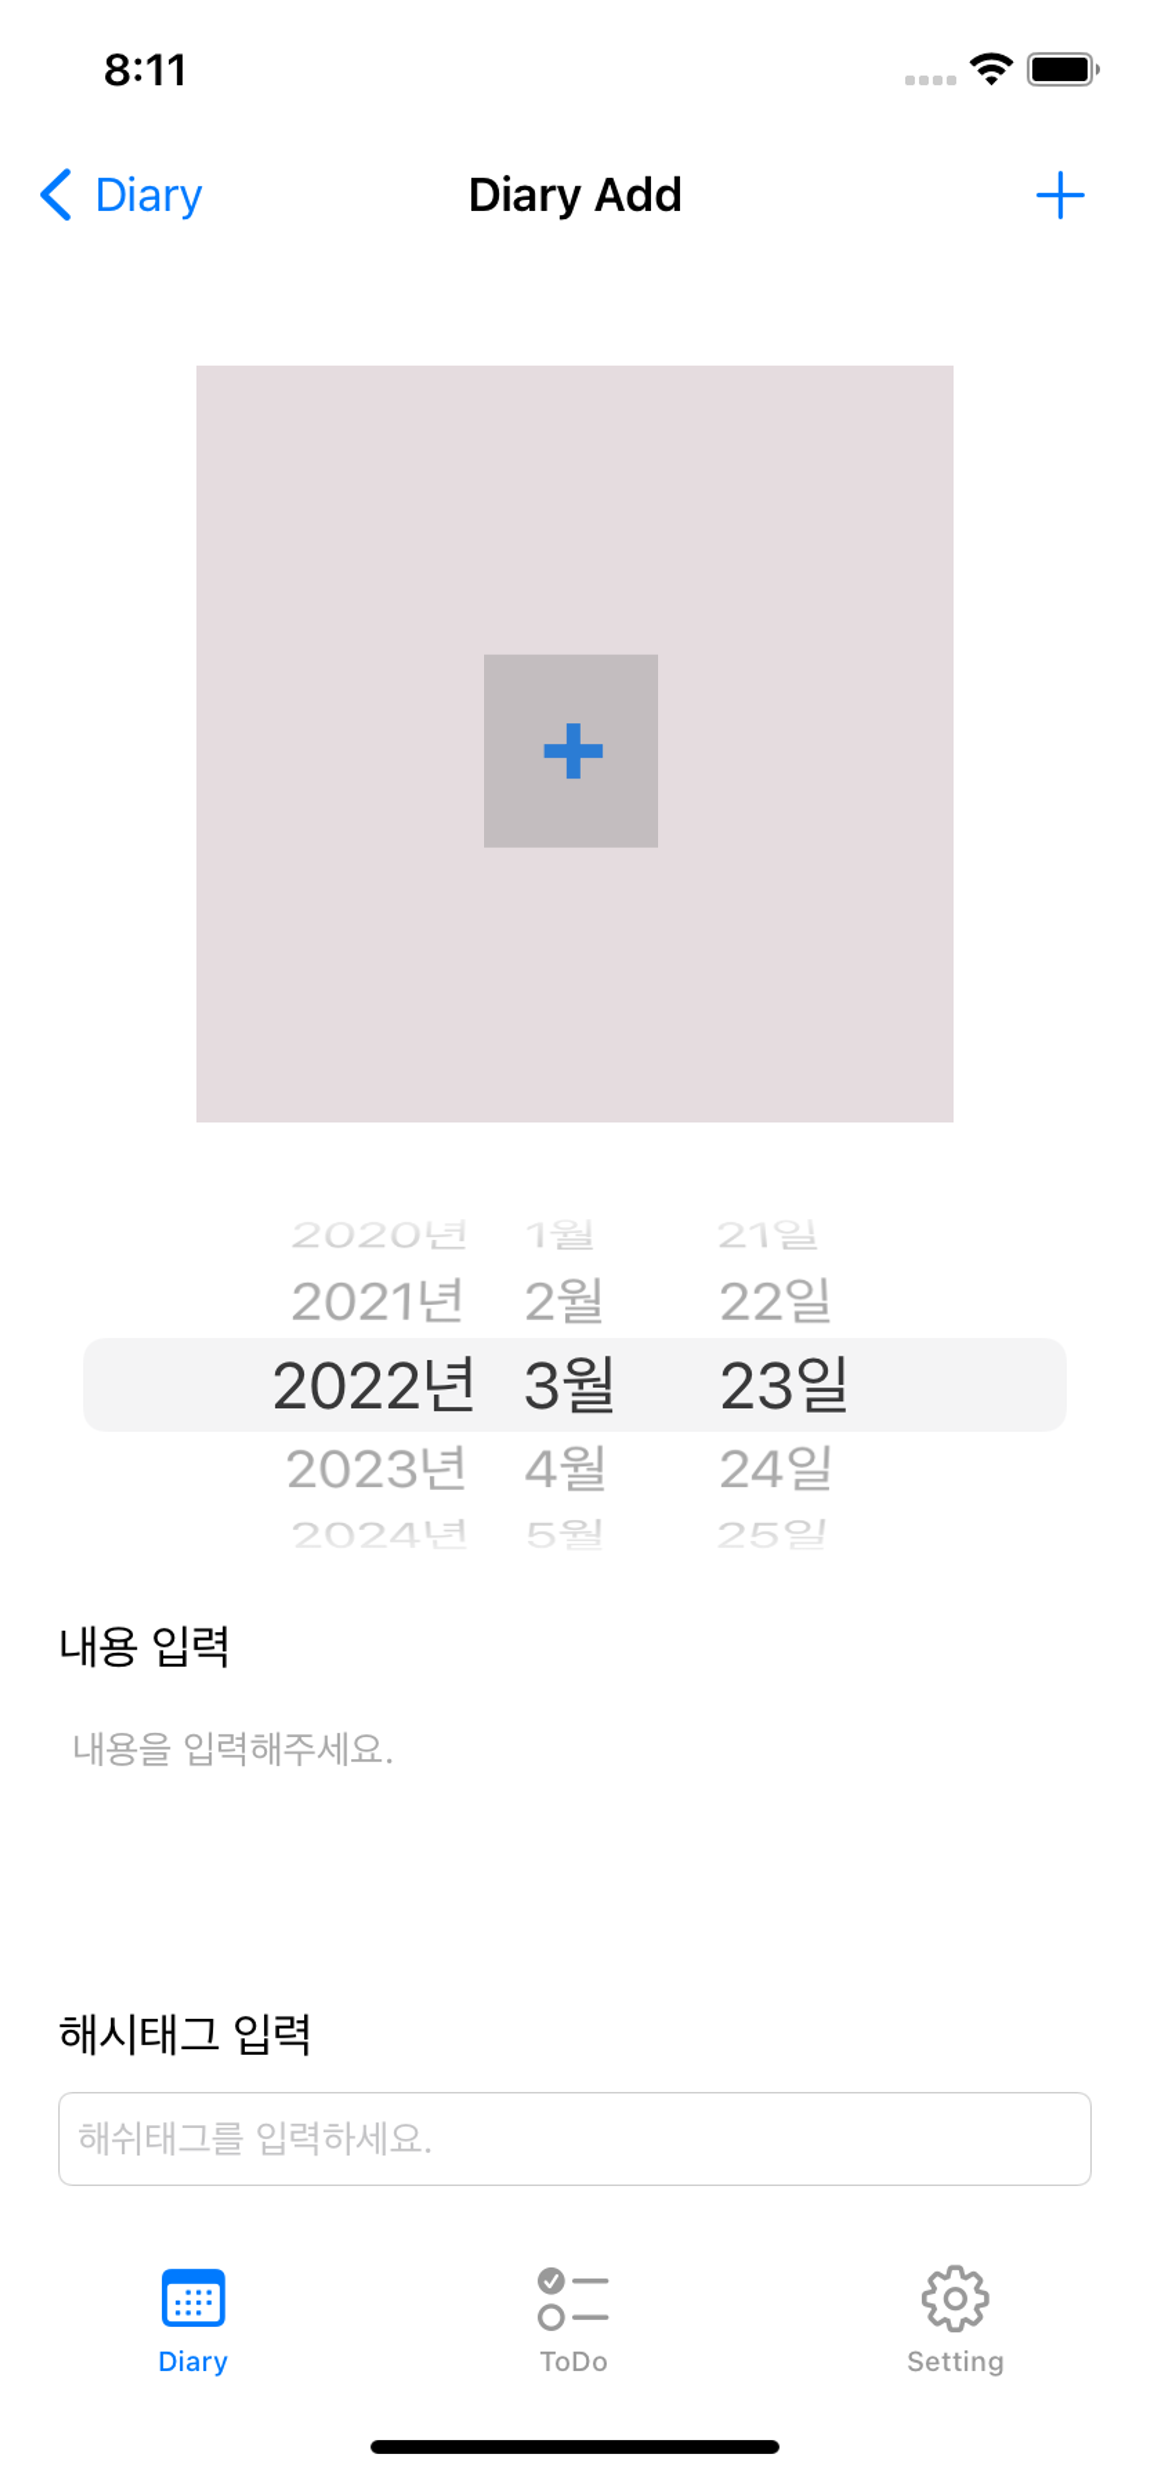 8:11
Diary
Diary Add
2020년 1월 21일
2021년 2월 22일
2022년 3월 23일
2023년 4월 24일
2024년 5월 25일
내용 입력
내용을 입력해주세요.
해시태그 입력
해쉬태그를 입력하세요.
Diary
ToDo
Setting